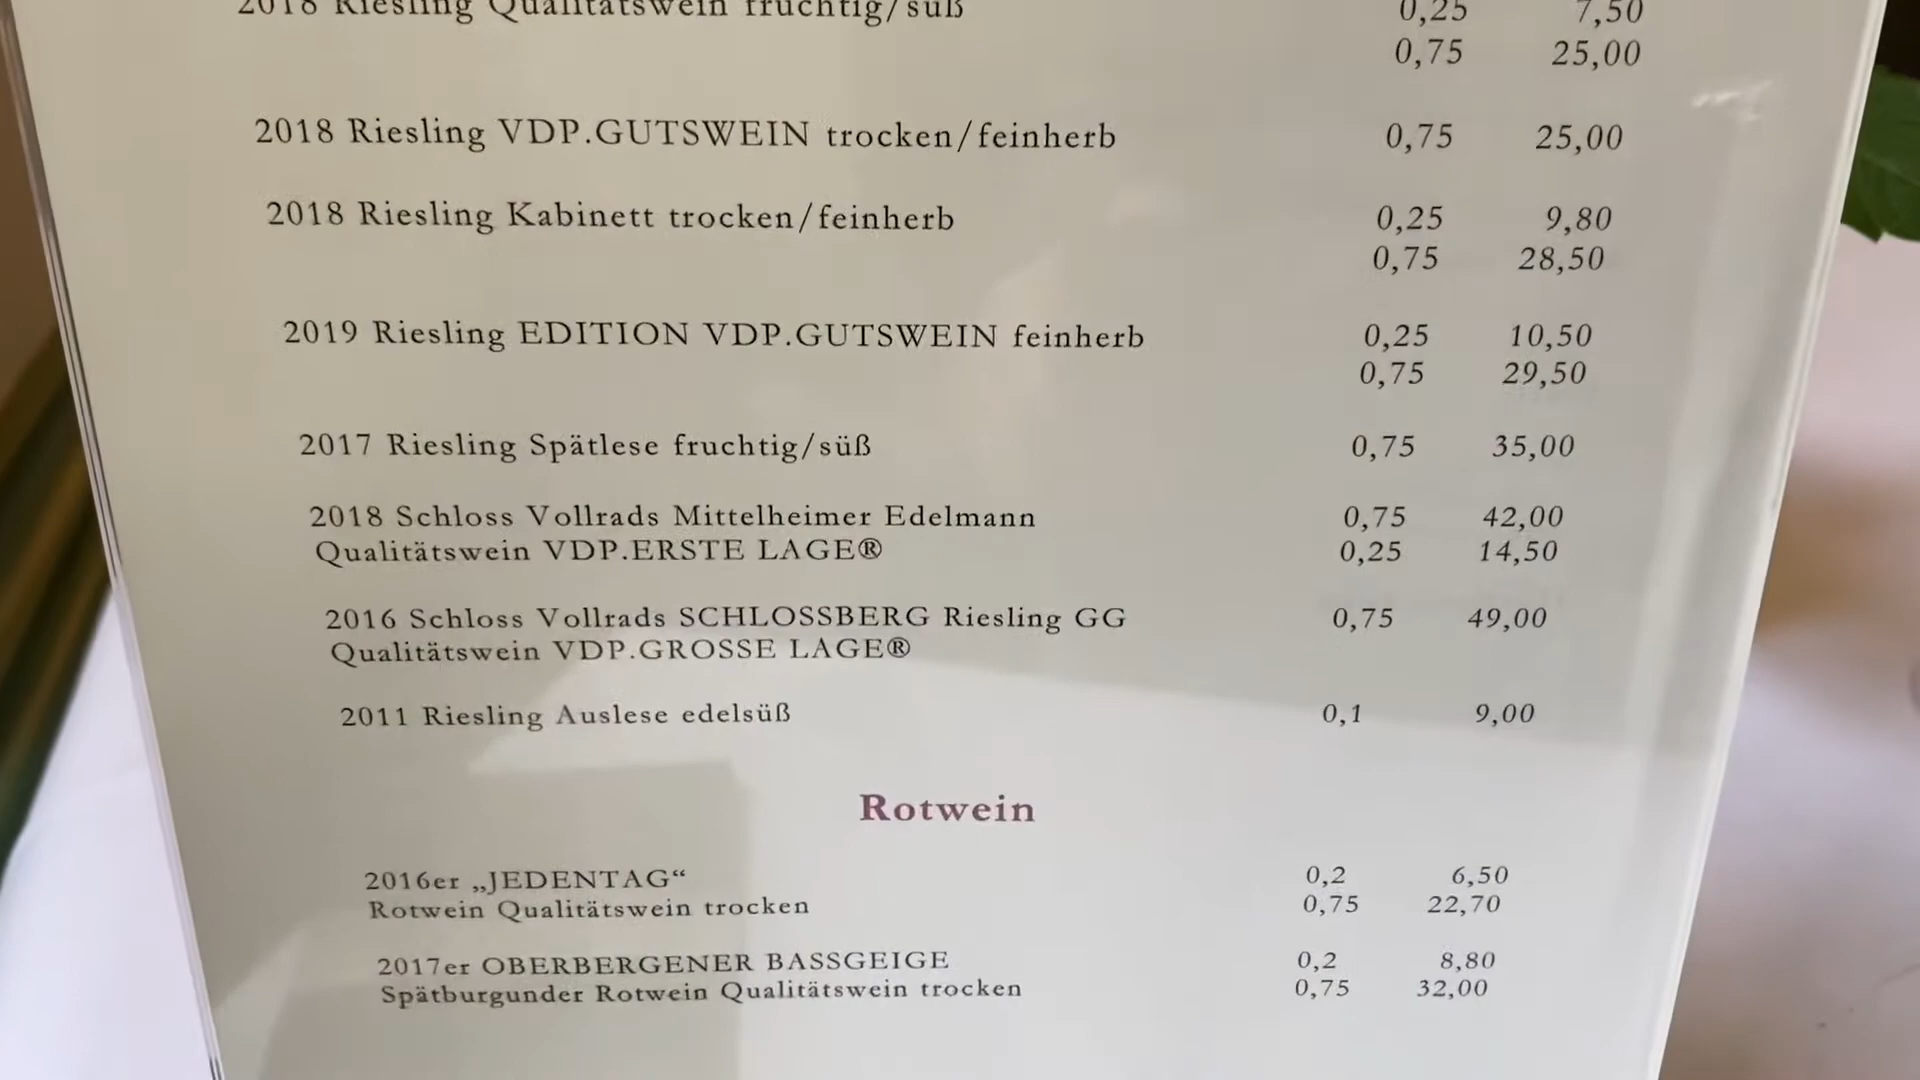 2018 Riesling Qualitätswein fruchtig/süß 0,25 7,50
0,75 25,00
2018 Riesling VDP.GUTSWEIN trocken/feinherb 0,75 25,00
2018 Riesling Kabinett trocken/feinherb 0,25 9,80
0,75 28,50
2019 Riesling EDITION VDP.GUTSWEIN feinherb 0,25 10,50
0,75 29,50
2017 Riesling Spätlese fruchtig/süß 0,75 35,00
2018 Schloss Vollrads Mittelheimer Edelmann 0,75 42,00
Qualitätswein VDP.ERSTE LAGE® 0,25 14,50
2016 Schloss Vollrads SCHLOSSBERG Riesling GG 0,75 49,00
Qualitätswein VDP.GROSSE LAGE®
2011 Riesling Auslese edelsüß 0,1 9,00
Rotwein
2016er „JEDENTAG“ 0,2 6,50
Rotwein Qualitätswein trocken 0,75 22,70
2017er OBERBERGENER BASSGEIGE 0,2 8,80
Spätburgunder Rotwein Qualitätswein trocken 0,75 32,00